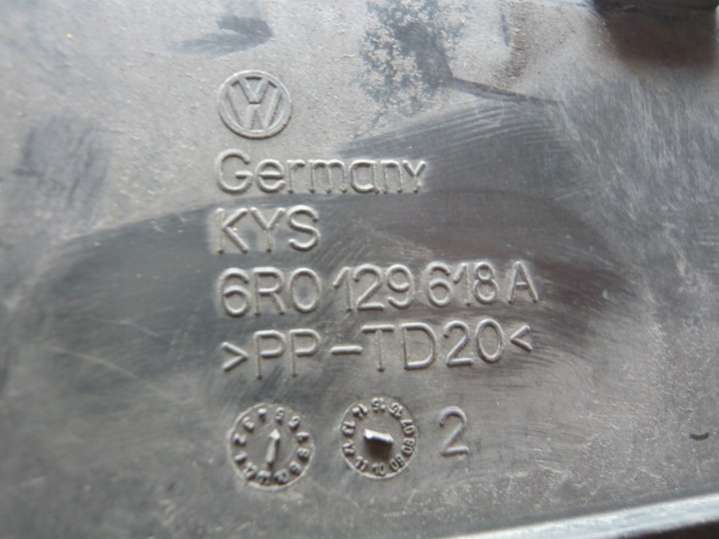 Germany
KYS
6R0 129 618 A
>PP-TD20<
2